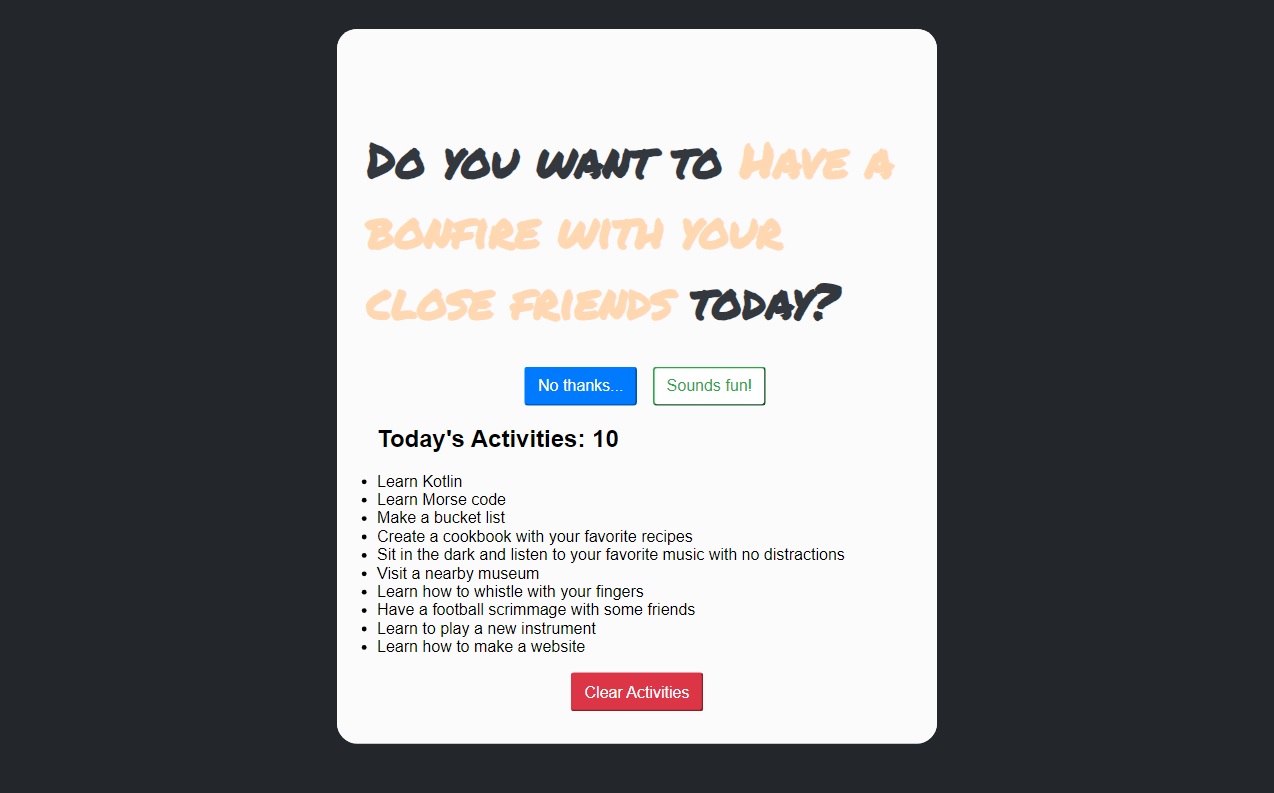 Do you want to Have a
bonfire with your
close friends today?
No thanks... Sounds fun!
Today's Activities: 10
Learn Kotlin
Learn Morse code
Make a bucket list
Create a cookbook with your favorite recipes
Sit in the dark and listen to your favorite music with no distractions
Visit a nearby museum
Learn how to whistle with your fingers
Have a football scrimmage with some friends
Learn to play a new instrument
Learn how to make a website
Clear Activities